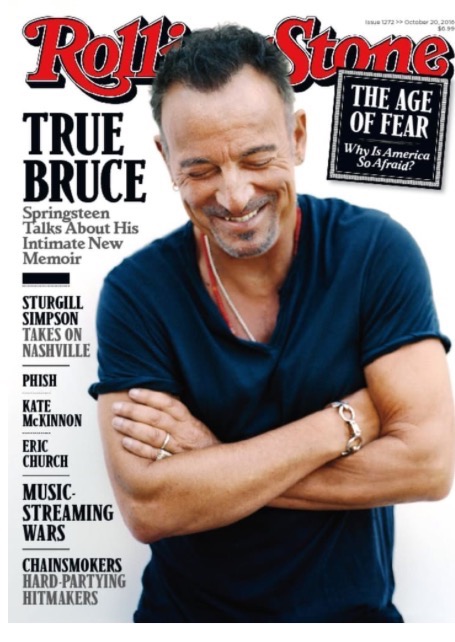 Issue 1272 >> October 20, 2016
$6.99
Rolling Stone
THE AGE
OF FEAR
Why Is America
So Afraid?
TRUE
BRUCE
Springsteen
Talks About His
Intimate New
Memoir
STURGILL
SIMPSON
TAKES ON
NASHVILLE
PHISH
KATE
McKINNON
ERIC
CHURCH
MUSIC-
STREAMING
WARS
CHAINSMOKERS
HARD-PARTYING
HITMAKERS